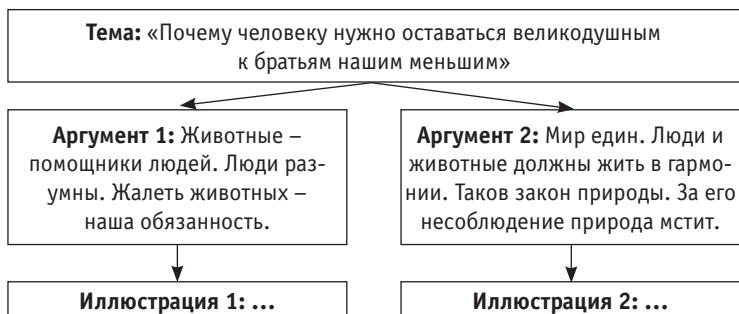 Тема: «Почему человеку нужно оставаться великодушным
к братьям нашим меньшим»
Аргумент 1: Животные –
помощники людей. Люди раз-
умны. Жалеть животных –
наша обязанность.
Аргумент 2: Мир един. Люди и
животные должны жить в гармо-
нии. Таков закон природы. За его
несоблюдение природа мстит.
Иллюстрация 1: ...
Иллюстрация 2: ...